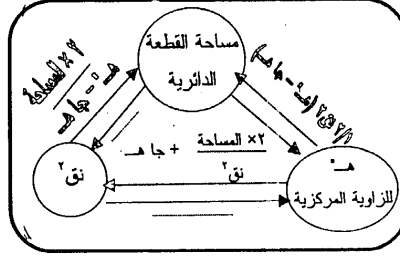 مساحة القطعة
الدائرية
٢ × المساحة
هـ ٔ - جا هـ
١/٢ نق٢ (هـ ٔ - جا هـ)
٢× المساحة + جا هـ
نق٢
نق٢
هـ ٔ
للزاوية المركزية